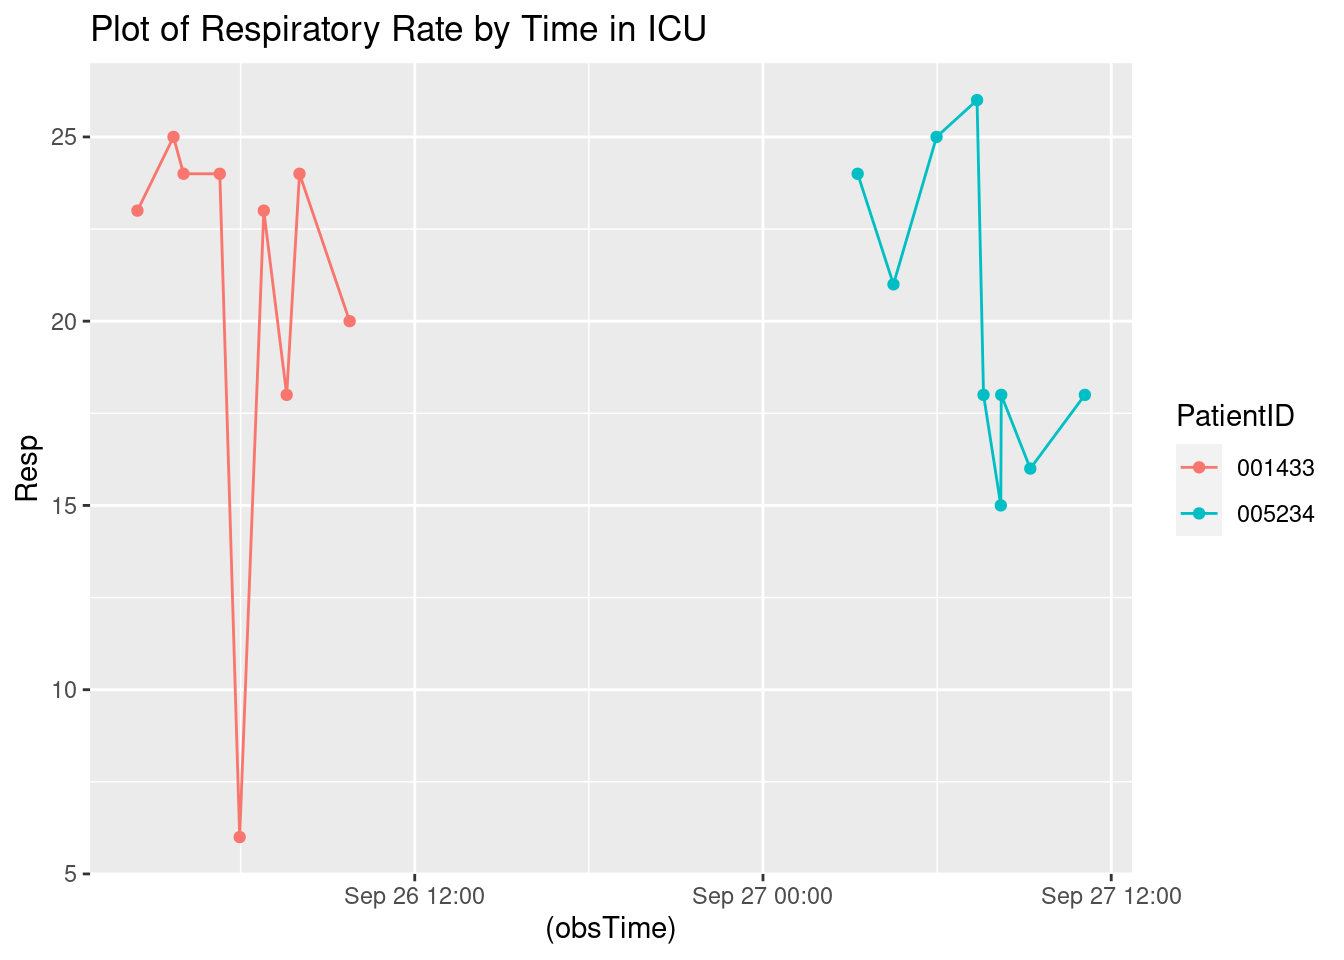 Plot of Respiratory Rate by Time in ICU
25
20
15
10
5
Resp
Sep 26 12:00
Sep 27 00:00
Sep 27 12:00
(obsTime)
PatientID
001433
005234